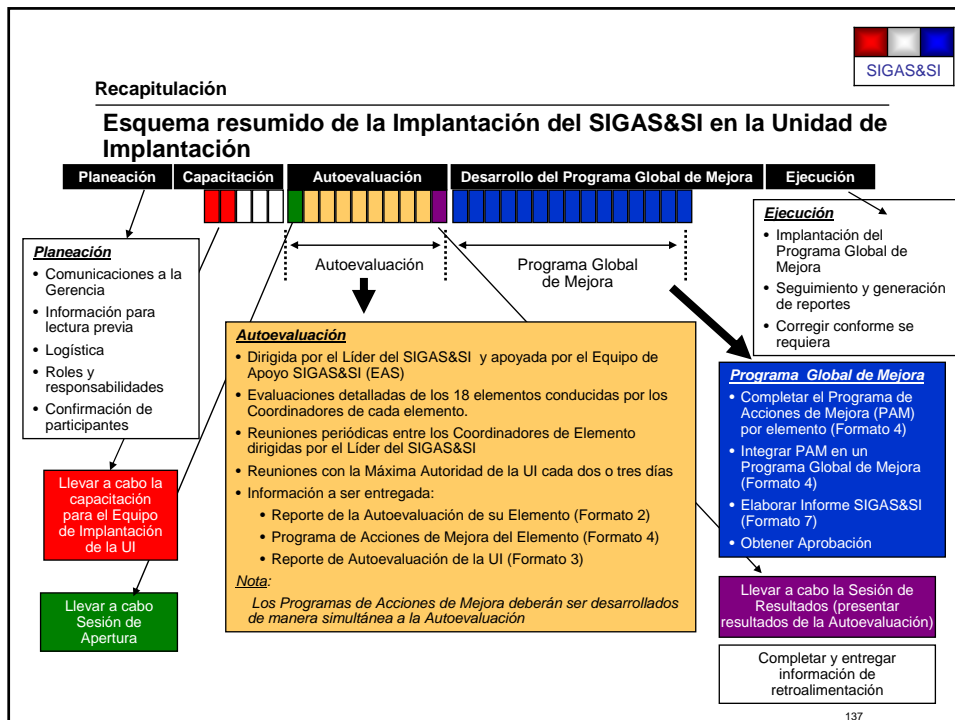 SIGAS&SI
Recapitulación
Esquema resumido de la Implantación del SIGAS&SI en la Unidad de
Implantación
Planeación
Capacitación
Autoevaluación
Desarrollo del Programa Global de Mejora
Ejecución
Autoevaluación
Programa Global
de Mejora
Planeación
• Comunicaciones a la
Gerencia
• Información para
lectura previa
• Logística
• Roles y
responsabilidades
• Confirmación de
participantes
Llevar a cabo la
capacitación
para el Equipo
de Implantación
de la UI
Llevar a cabo
Sesión de
Apertura
Autoevaluación
• Dirigida por el Líder del SIGAS&SI y apoyada por el Equipo de
Apoyo SIGAS&SI (EAS)
• Evaluaciones detalladas de los 18 elementos conducidas por los
Coordinadores de cada elemento.
• Reuniones periódicas entre los Coordinadores de Elemento
dirigidas por el Líder del SIGAS&SI
• Reuniones con la Máxima Autoridad de la UI cada dos o tres días
• Información a ser entregada:
• Reporte de la Autoevaluación de su Elemento (Formato 2)
• Programa de Acciones de Mejora del Elemento (Formato 4)
• Reporte de Autoevaluación de la UI (Formato 3)
Nota:
Los Programas de Acciones de Mejora deberán ser desarrollados
de manera simultánea a la Autoevaluación
Ejecución
• Implantación del
Programa Global de
Mejora
• Seguimiento y generación
de reportes
• Corregir conforme se
requiera
Programa Global de Mejora
• Completar el Programa de
Acciones de Mejora (PAM)
por elemento (Formato 4)
• Integrar PAM en un
Programa Global de Mejora
(Formato 4)
• Elaborar Informe SIGAS&SI
(Formato 7)
• Obtener Aprobación
Llevar a cabo la Sesión de
Resultados (presentar
resultados de la Autoevaluación)
Completar y entregar
información de
retroalimentación
137